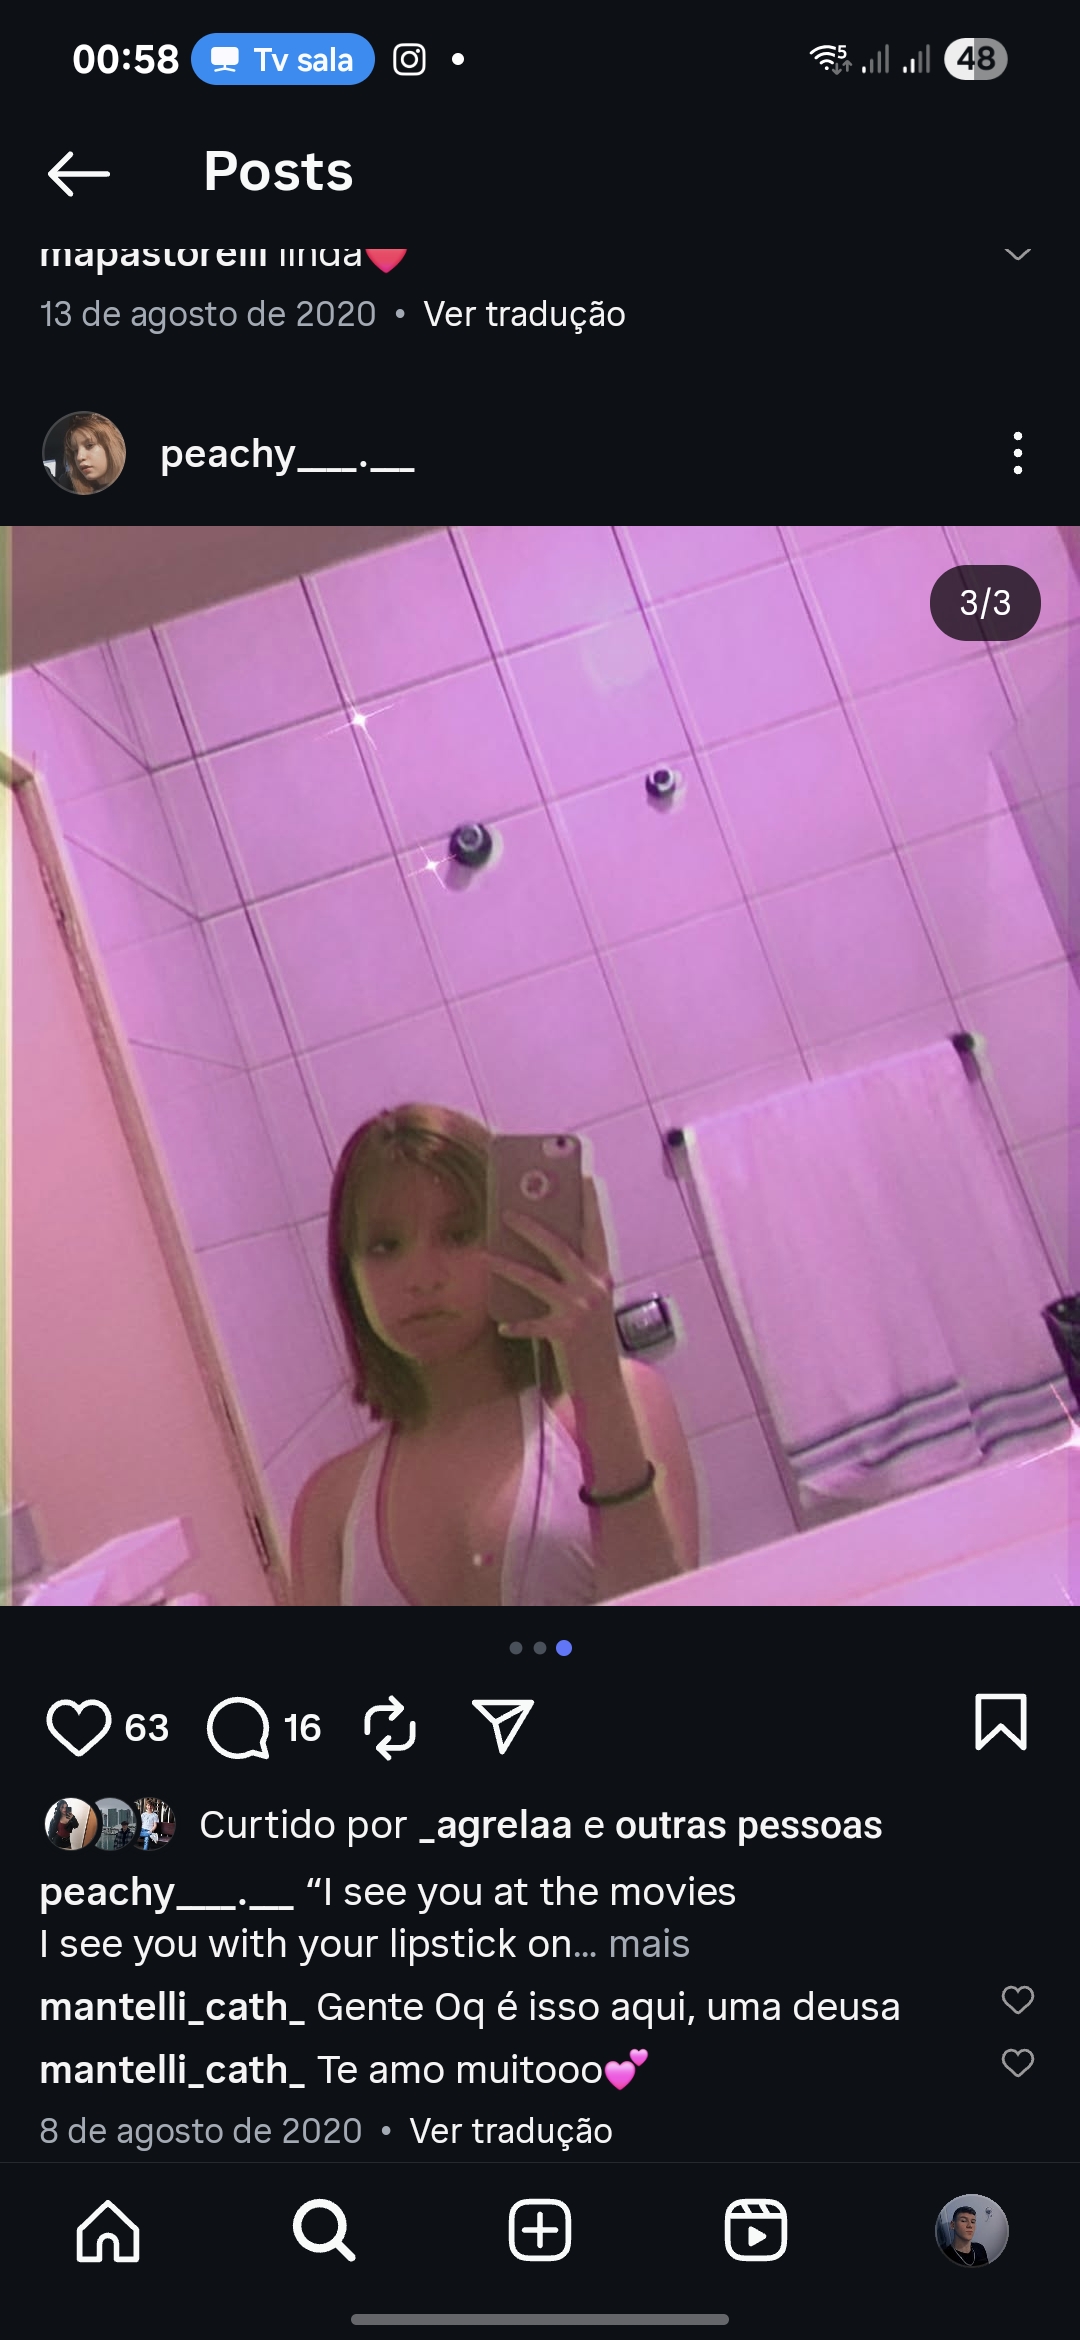 00:58 Tv sala 5 48
Posts
mapastorelli linda❤️
13 de agosto de 2020 • Ver tradução
peachy___.__
3/3
63 16
Curtido por _agrelaa e outras pessoas
peachy___.__ “I see you at the movies
I see you with your lipstick on... mais
mantelli_cath_ Gente Oq é isso aqui, uma deusa
mantelli_cath_ Te amo muitooo💕
8 de agosto de 2020 • Ver tradução